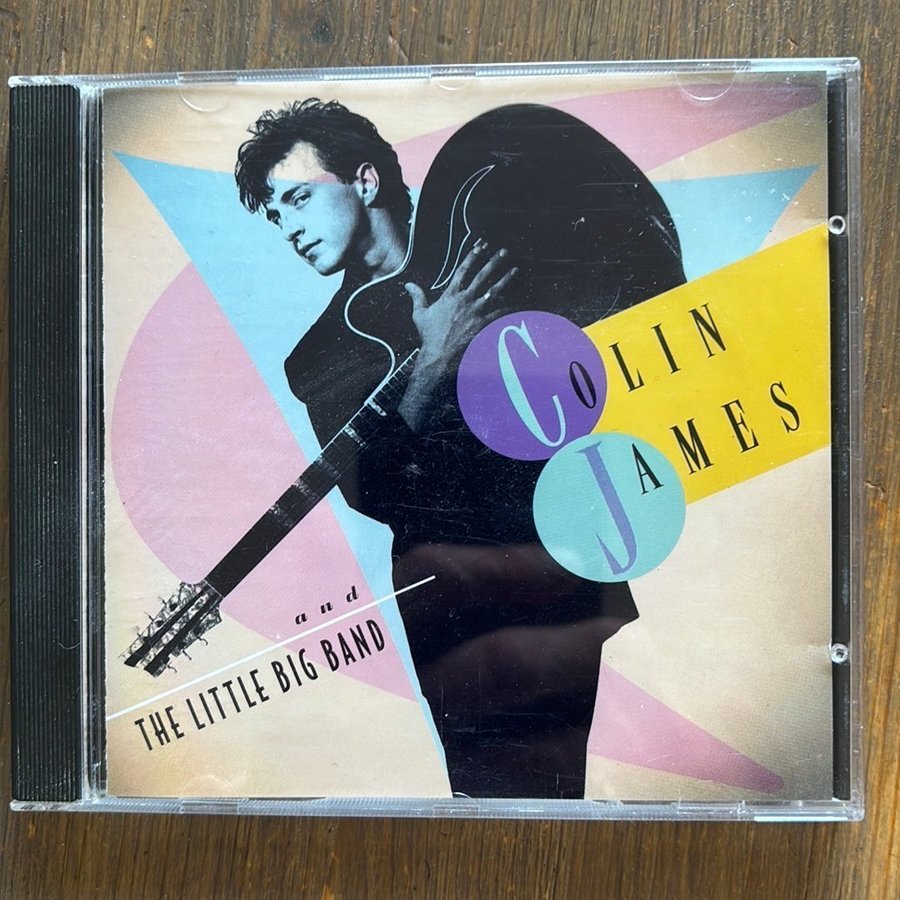 COLIN
JAMES
and
THE LITTLE BIG BAND